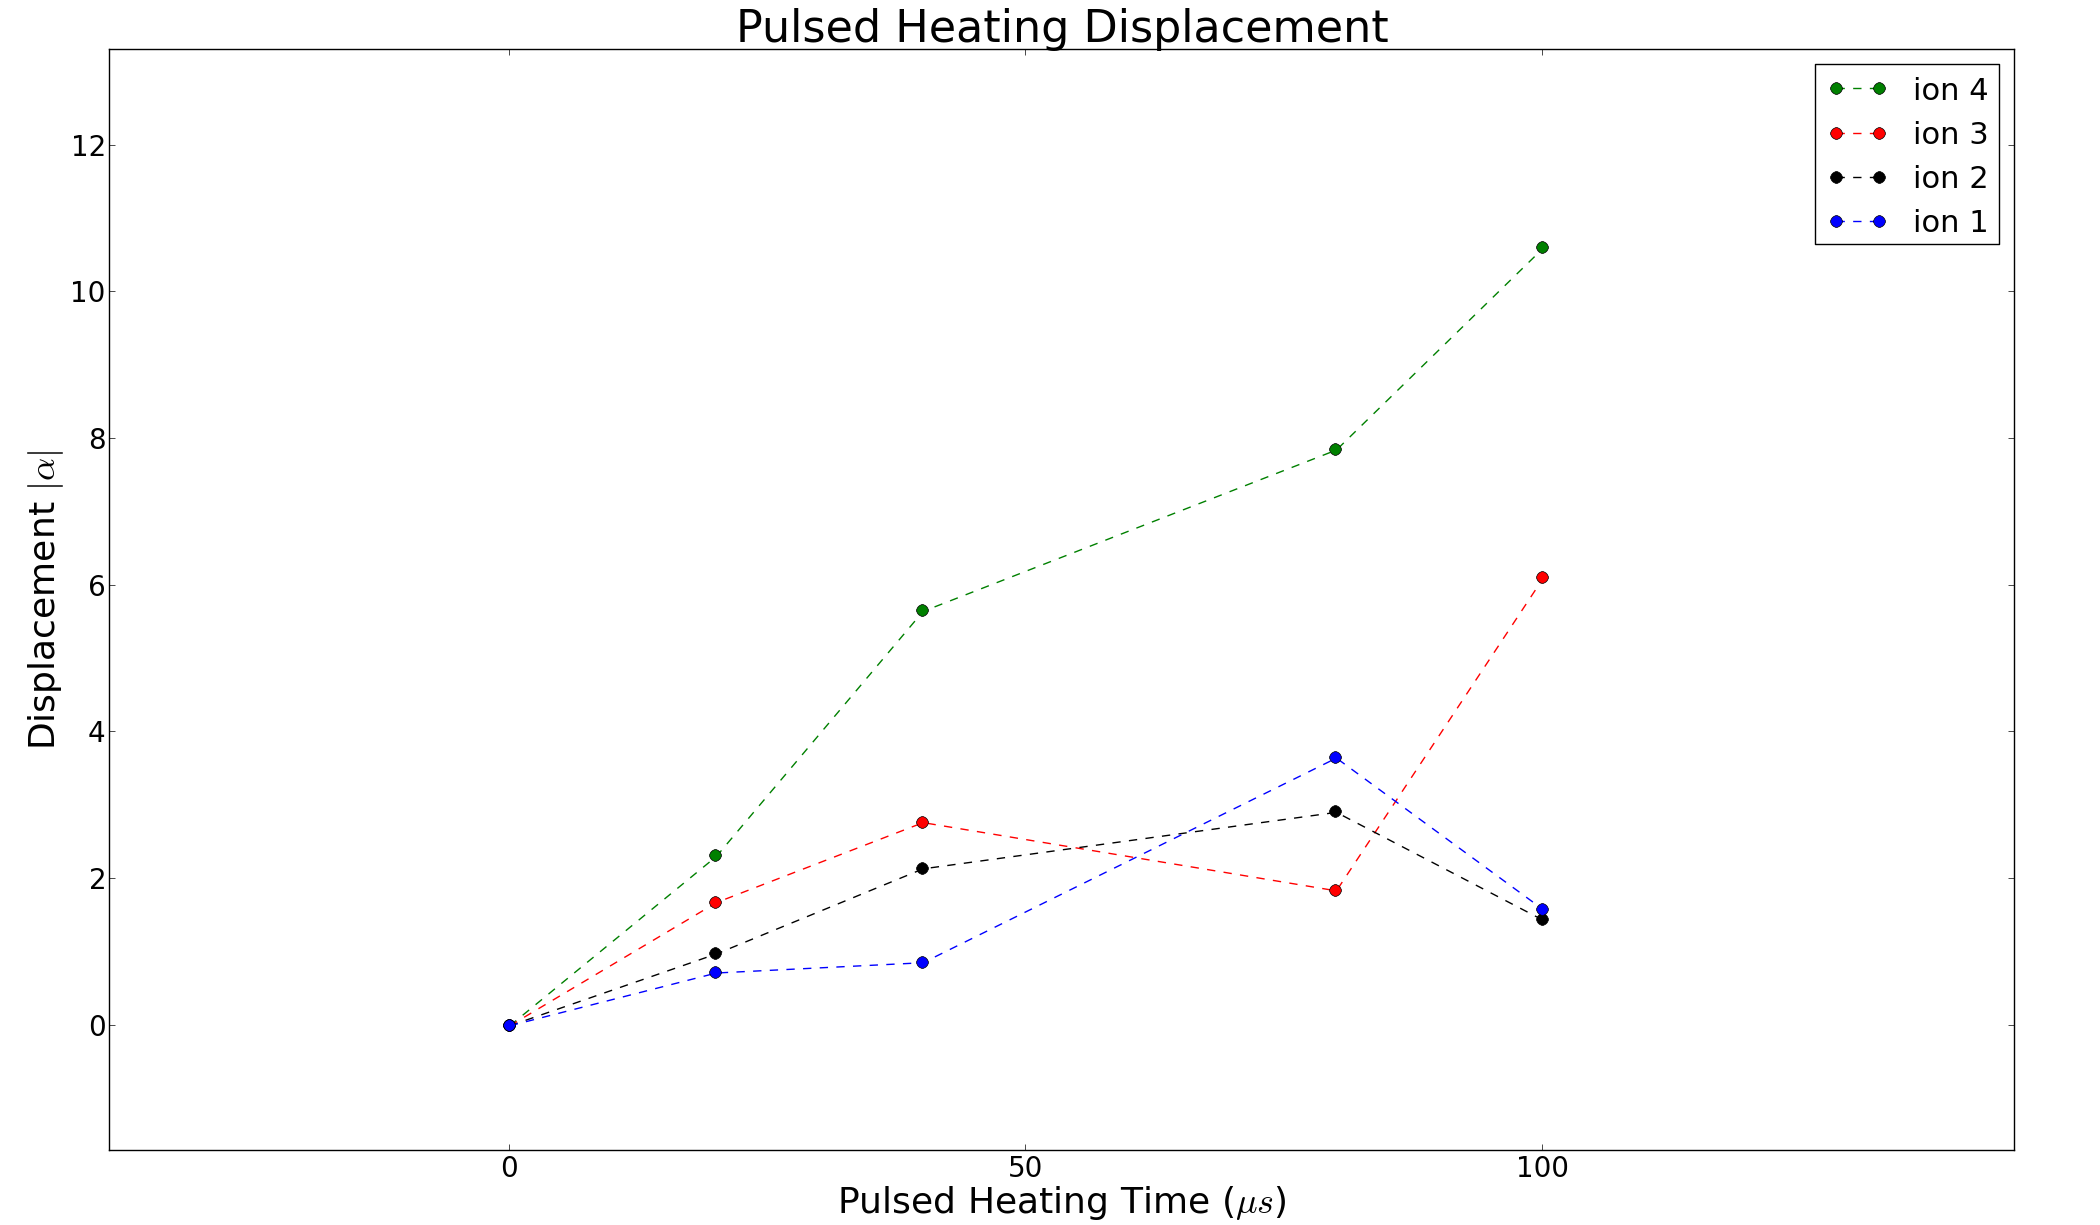 Pulsed Heating Displacement
ion 4
ion 3
ion 2
ion 1
12
10
8
6
4
2
0
Displacement |α|
0 50 100
Pulsed Heating Time (μs)